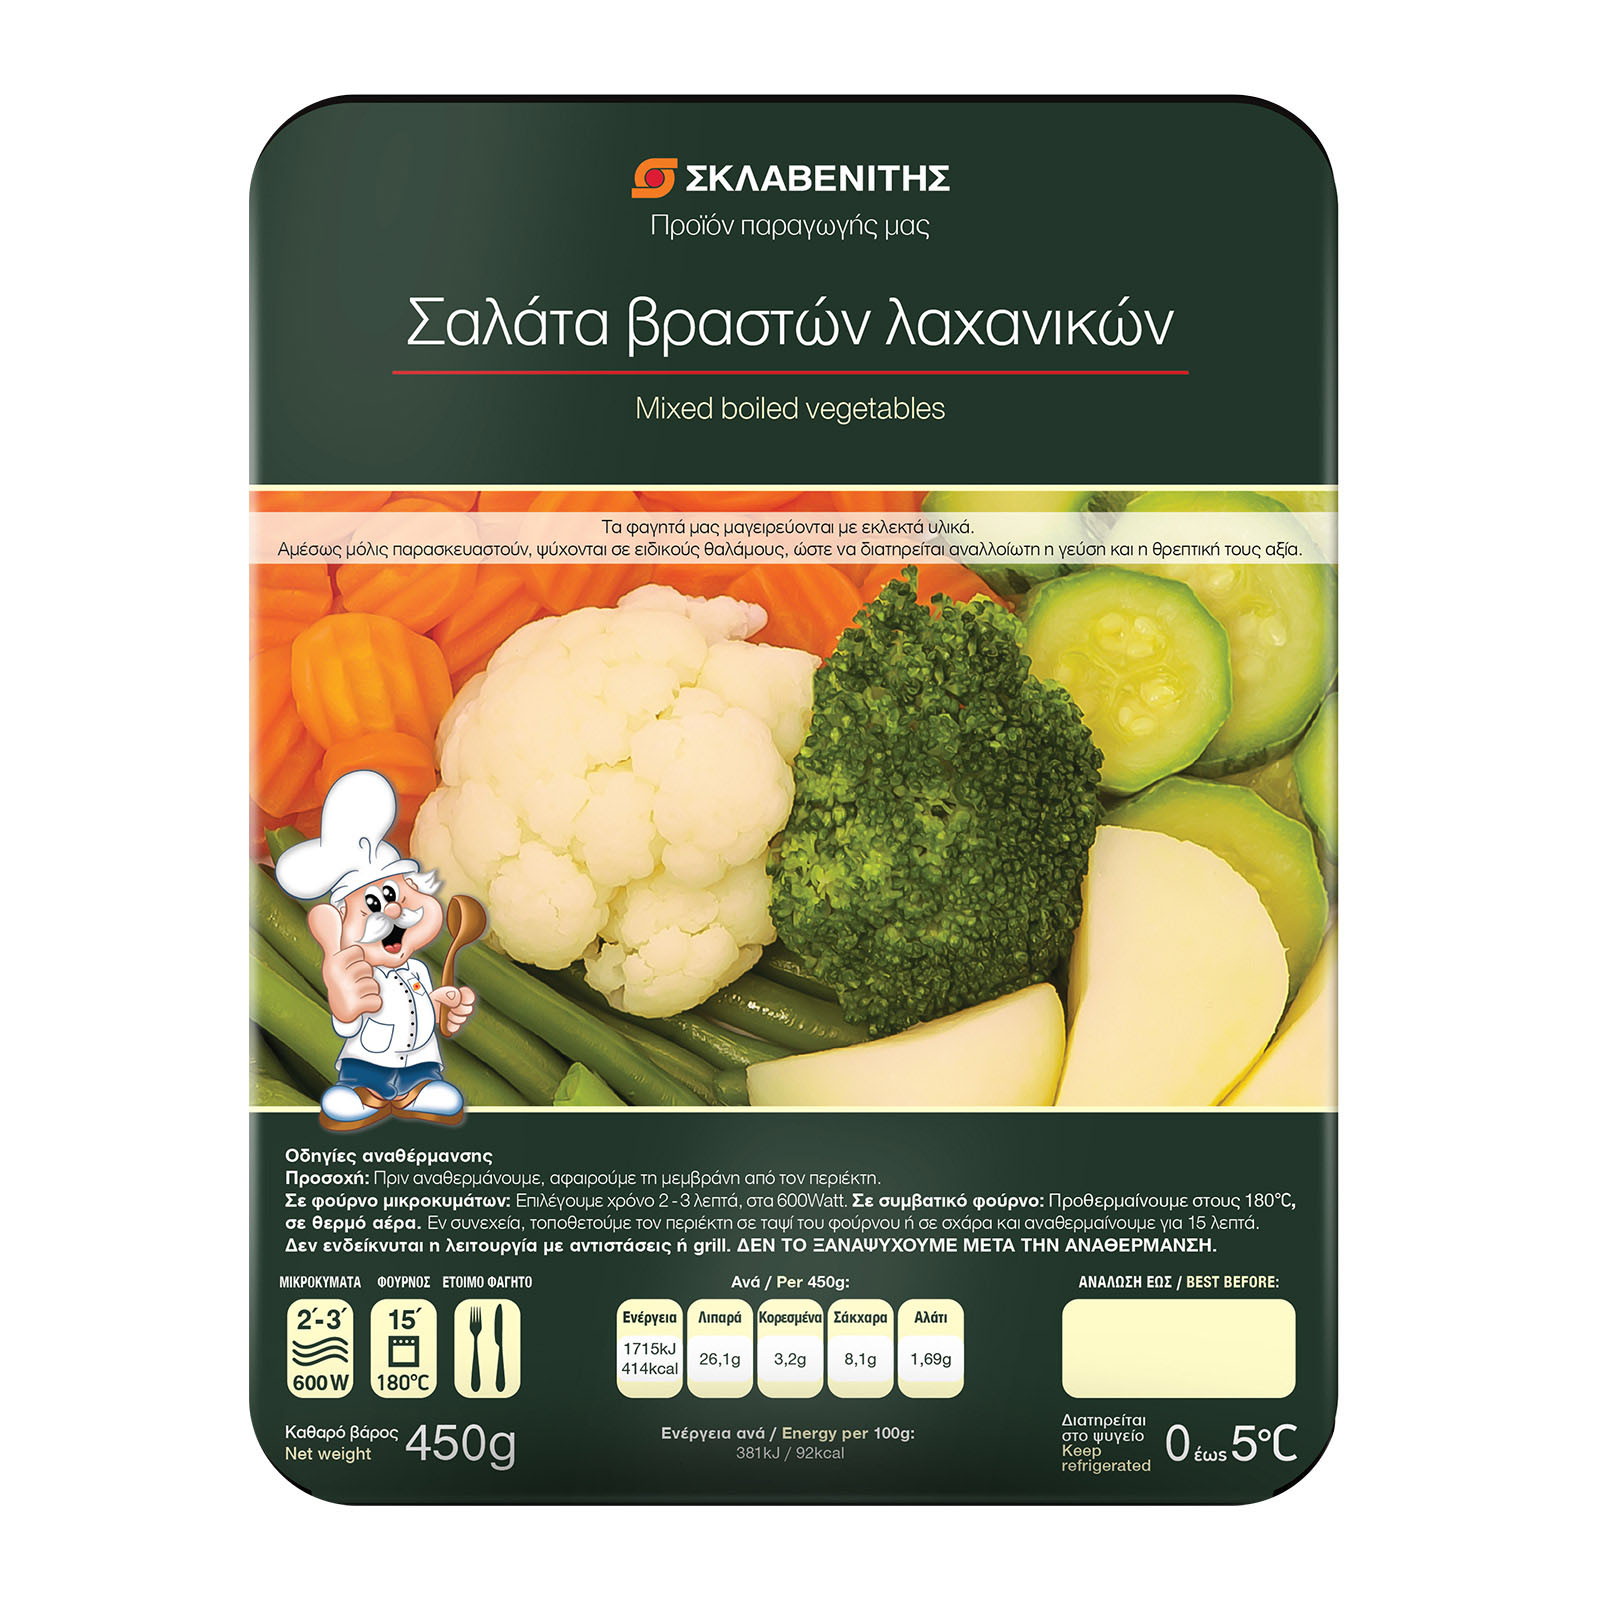 ΣΚΛΑΒΕΝΙΤΗΣ
Προϊόν παραγωγής μας
Σαλάτα βραστών λαχανικών
Mixed boiled vegetables
Τα φαγητά μας μαγειρεύονται με εκλεκτά υλικά.
Αμέσως μόλις παρασκευαστούν, ψύχονται σε ειδικούς θαλάμους, ώστε να διατηρείται αναλλοίωτη η γεύση και η θρεπτική τους αξία.
Οδηγίες αναθέρμανσης
Προσοχή: Πριν αναθερμάνουμε, αφαιρούμε τη μεμβράνη από τον περιέκτη.
Σε φούρνο μικροκυμάτων: Επιλέγουμε χρόνο 2 - 3 λεπτά, στα 600Watt. Σε συμβατικό φούρνο: Προθερμαίνουμε στους 180°C,
σε θερμό αέρα. Εν συνεχεία, τοποθετούμε τον περιέκτη σε ταψί του φούρνου ή σε σχάρα και αναθερμαίνουμε για 15 λεπτά.
Δεν ενδείκνυται η λειτουργία με αντιστάσεις ή grill. ΔΕΝ ΤΟ ΞΑΝΑΨΥΧΟΥΜΕ ΜΕΤΑ ΤΗΝ ΑΝΑΘΕΡΜΑΝΣΗ.
ΜΙΚΡΟΚΥΜΑΤΑ ΦΟΥΡΝΟΣ ΕΤΟΙΜΟ ΦΑΓΗΤΟ
2΄-3΄ 15΄
600W 180°C
Ανά / Per 450g:
Ενέργεια Λιπαρά Κορεσμένα Σάκχαρα Αλάτι
1715kJ
414kcal 26,1g 3,2g 8,1g 1,69g
ΑΝΑΛΩΣΗ ΕΩΣ / BEST BEFORE:
Καθαρό βάρος
Net weight 450g
Ενέργεια ανά / Energy per 100g:
381kJ / 92kcal
Διατηρείται
στο ψυγείο
Keep
refrigerated
0 έως 5°C